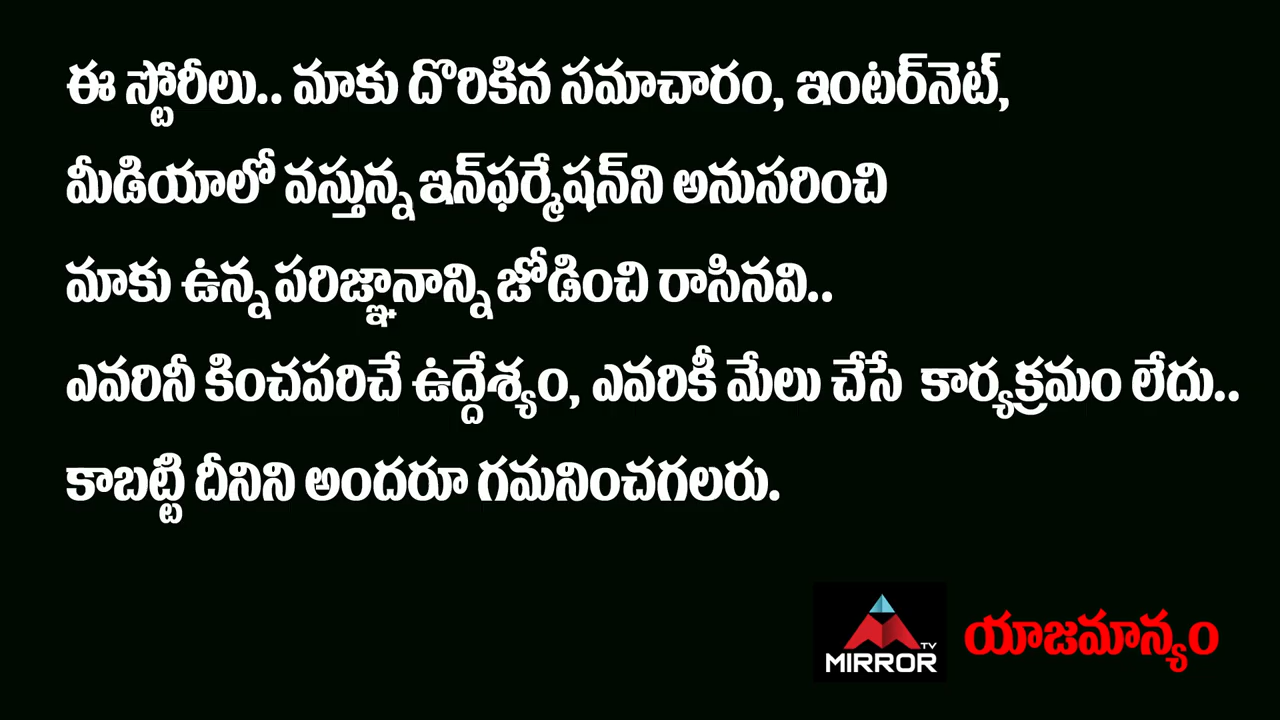 ఈ స్టోరీలు.. మాకు దొరికిన సమాచారం, ఇంటర్‌నెట్,
మీడియాలో వస్తున్న ఇన్‌ఫర్మేషన్‌ని అనుసరించి
మాకు ఉన్న పరిజ్ఞానాన్ని జోడించి రాసినవి..
ఎవరినీ కించపరిచే ఉద్దేశ్యం, ఎవరికీ మేలు చేసే కార్యక్రమం లేదు..
కాబట్టి దీనిని అందరూ గమనించగలరు.
TV
MIRROR
యాజమాన్యం